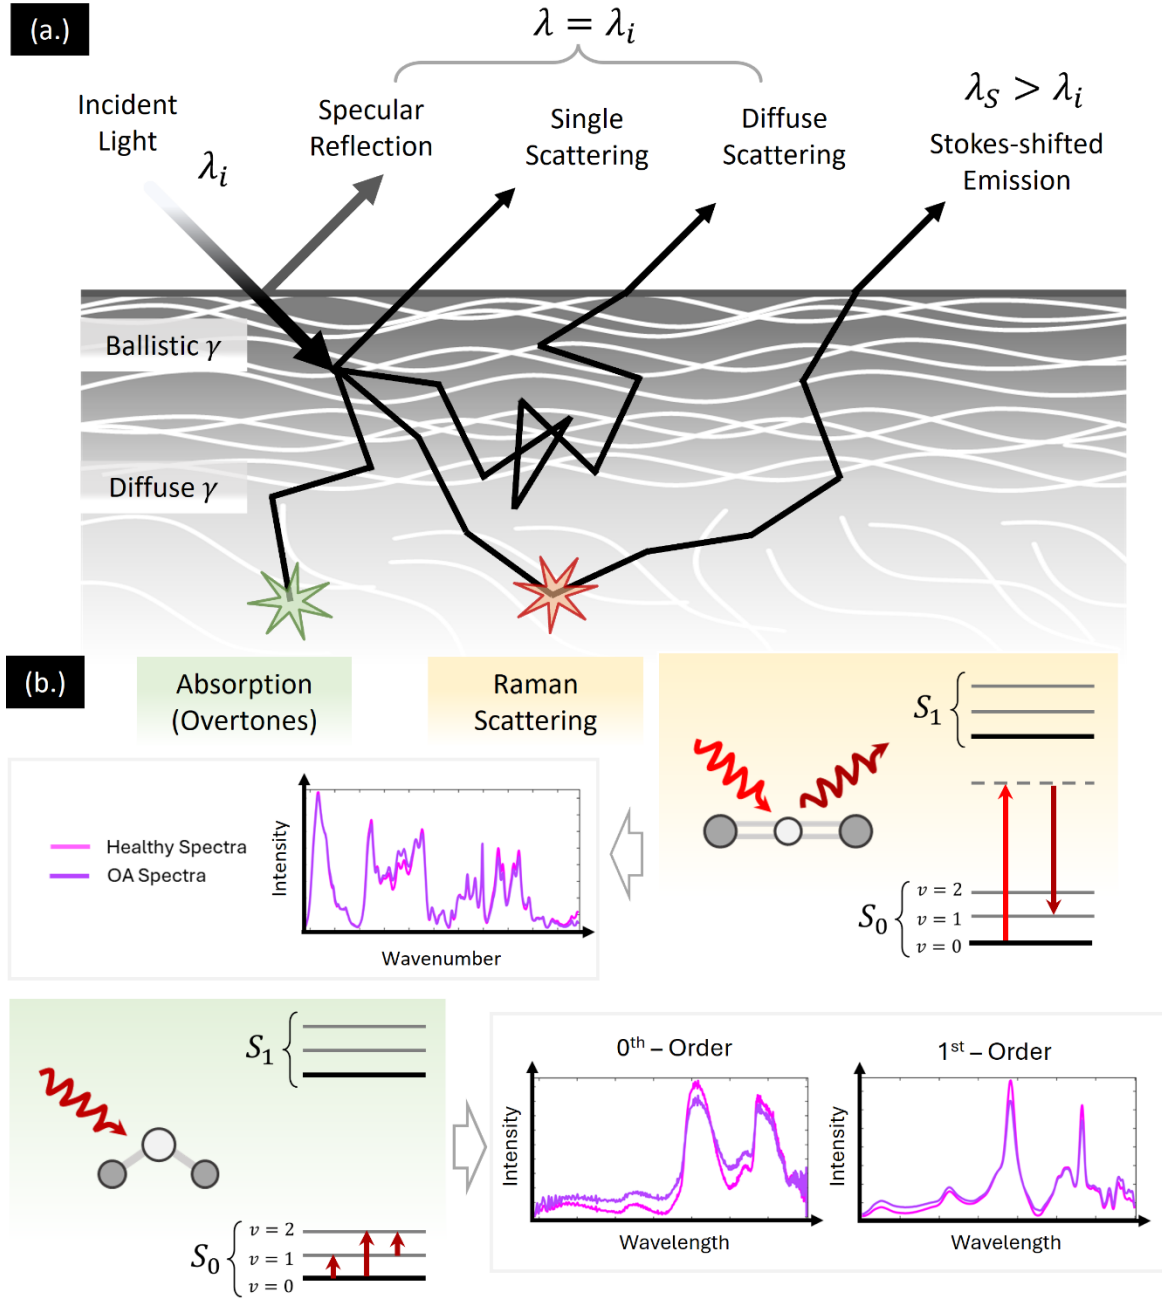 (a.)
λ = λᵢ
Incident
Light
λᵢ
Specular
Reflection
Single
Scattering
Diffuse
Scattering
λ_S > λᵢ
Stokes-shifted
Emission
Ballistic γ
Diffuse γ
(b.)
Absorption
(Overtones)
Raman
Scattering
S₁
S₀
v = 2
v = 1
v = 0
Healthy Spectra
OA Spectra
Intensity
Wavenumber
S₁
S₀
v = 2
v = 1
v = 0
0ᵗʰ – Order
Intensity
Wavelength
1ˢᵗ – Order
Intensity
Wavelength